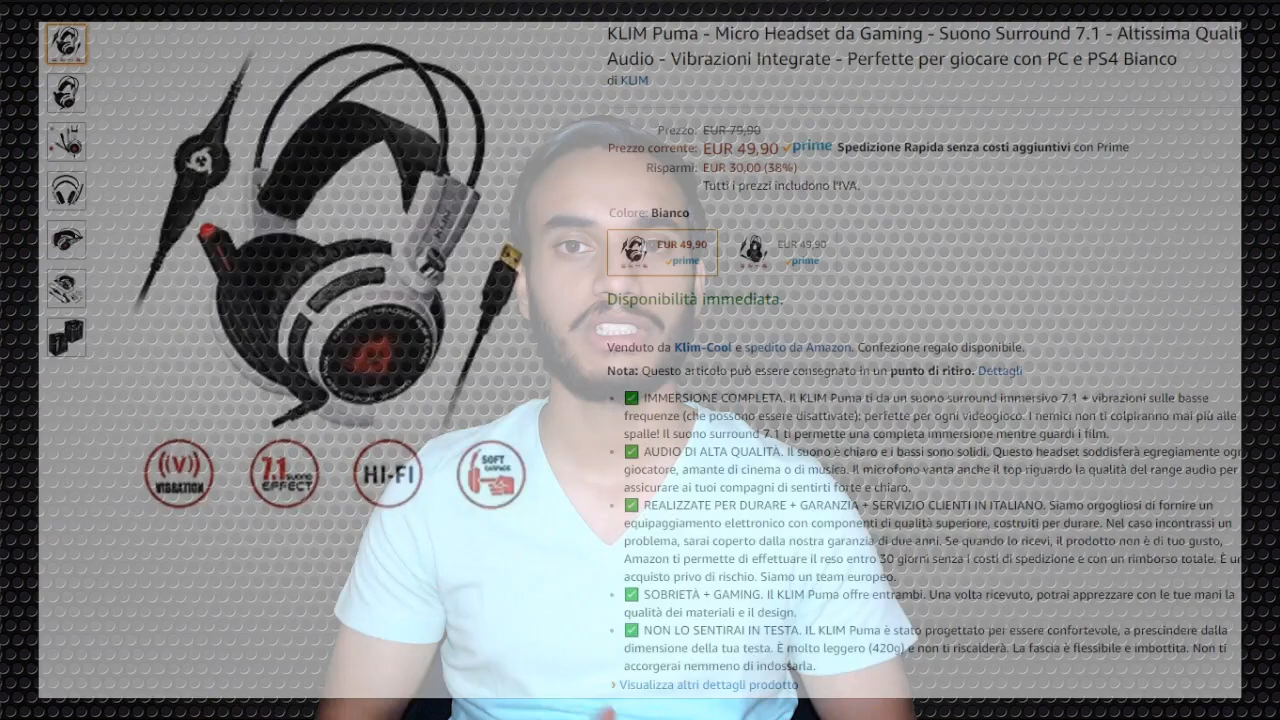 KLIM Puma - Micro Headset da Gaming - Suono Surround 7.1 - Altissima Quali
Audio - Vibrazioni Integrate - Perfette per giocare con PC e PS4 Bianco
di KLIM
Prezzo: EUR 79,90
Prezzo corrente: EUR 49,90 prime Spedizione Rapida senza costi aggiuntivi con Prime
Risparmi: EUR 30,00 (38%)
Tutti i prezzi includono l'IVA.
Colore: Bianco
EUR 49,90 EUR 49,90
prime prime
Disponibilità immediata.
Venduto da Klim-Cool e spedito da Amazon. Confezione regalo disponibile.
Nota: Questo articolo può essere consegnato in un punto di ritiro. Dettagli
IMMERSIONE COMPLETA. Il KLIM Puma ti da un suono surround immersivo 7.1 + vibrazioni sulle basse
frequenze (che possono essere disattivate); perfette per ogni videogioco. I nemici non ti colpiranno mai più alle
spalle! Il suono surround 7.1 ti permette una completa immersione mentre guardi i film.
AUDIO DI ALTA QUALITÀ. Il suono è chiaro e i bassi sono solidi. Questo headset soddisferà egregiamente ogn
giocatore, amante di cinema o di musica. Il microfono vanta anche il top riguardo la qualità del range audio per
assicurare ai tuoi compagni di sentirti forte e chiaro.
REALIZZATE PER DURARE + GARANZIA + SERVIZIO CLIENTI IN ITALIANO. Siamo orgogliosi di fornire un
equipaggiamento elettronico con componenti di qualità superiore, costruiti per durare. Nel caso incontrassi un
problema, sarai coperto dalla nostra garanzia di due anni. Se quando lo ricevi, il prodotto non è di tuo gusto,
Amazon ti permette di effettuare il reso entro 30 giorni senza i costi di spedizione e con un rimborso totale. È un
acquisto privo di rischio. Siamo un team europeo.
SOBRIETÀ + GAMING. Il KLIM Puma offre entrambi. Una volta ricevuto, potrai apprezzare con le tue mani la
qualità dei materiali e il design.
NON LO SENTIRAI IN TESTA. IL KLIM Puma è stato progettato per essere confortevole, a prescindere dalla
dimensione della tua testa. È molto leggero (420g) e non ti riscalderà. La fascia è flessibile e imbottita. Non ti
accorgerai nemmeno di indossarla.
› Visualizza altri dettagli prodotto
KLIM
((V))
VIBRATION
7.1 SUONO
EFFECT
HI-FI
SOFT